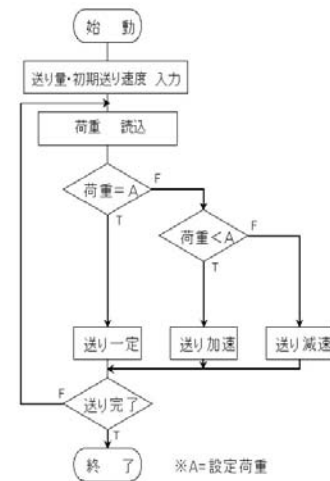 始 動
送り量・初期送り速度 入力
荷重 読込
荷重=A
F
T
荷重<A
F
T
送り一定
送り加速
送り減速
F
送り完了
T
終 了
※A=設定荷重